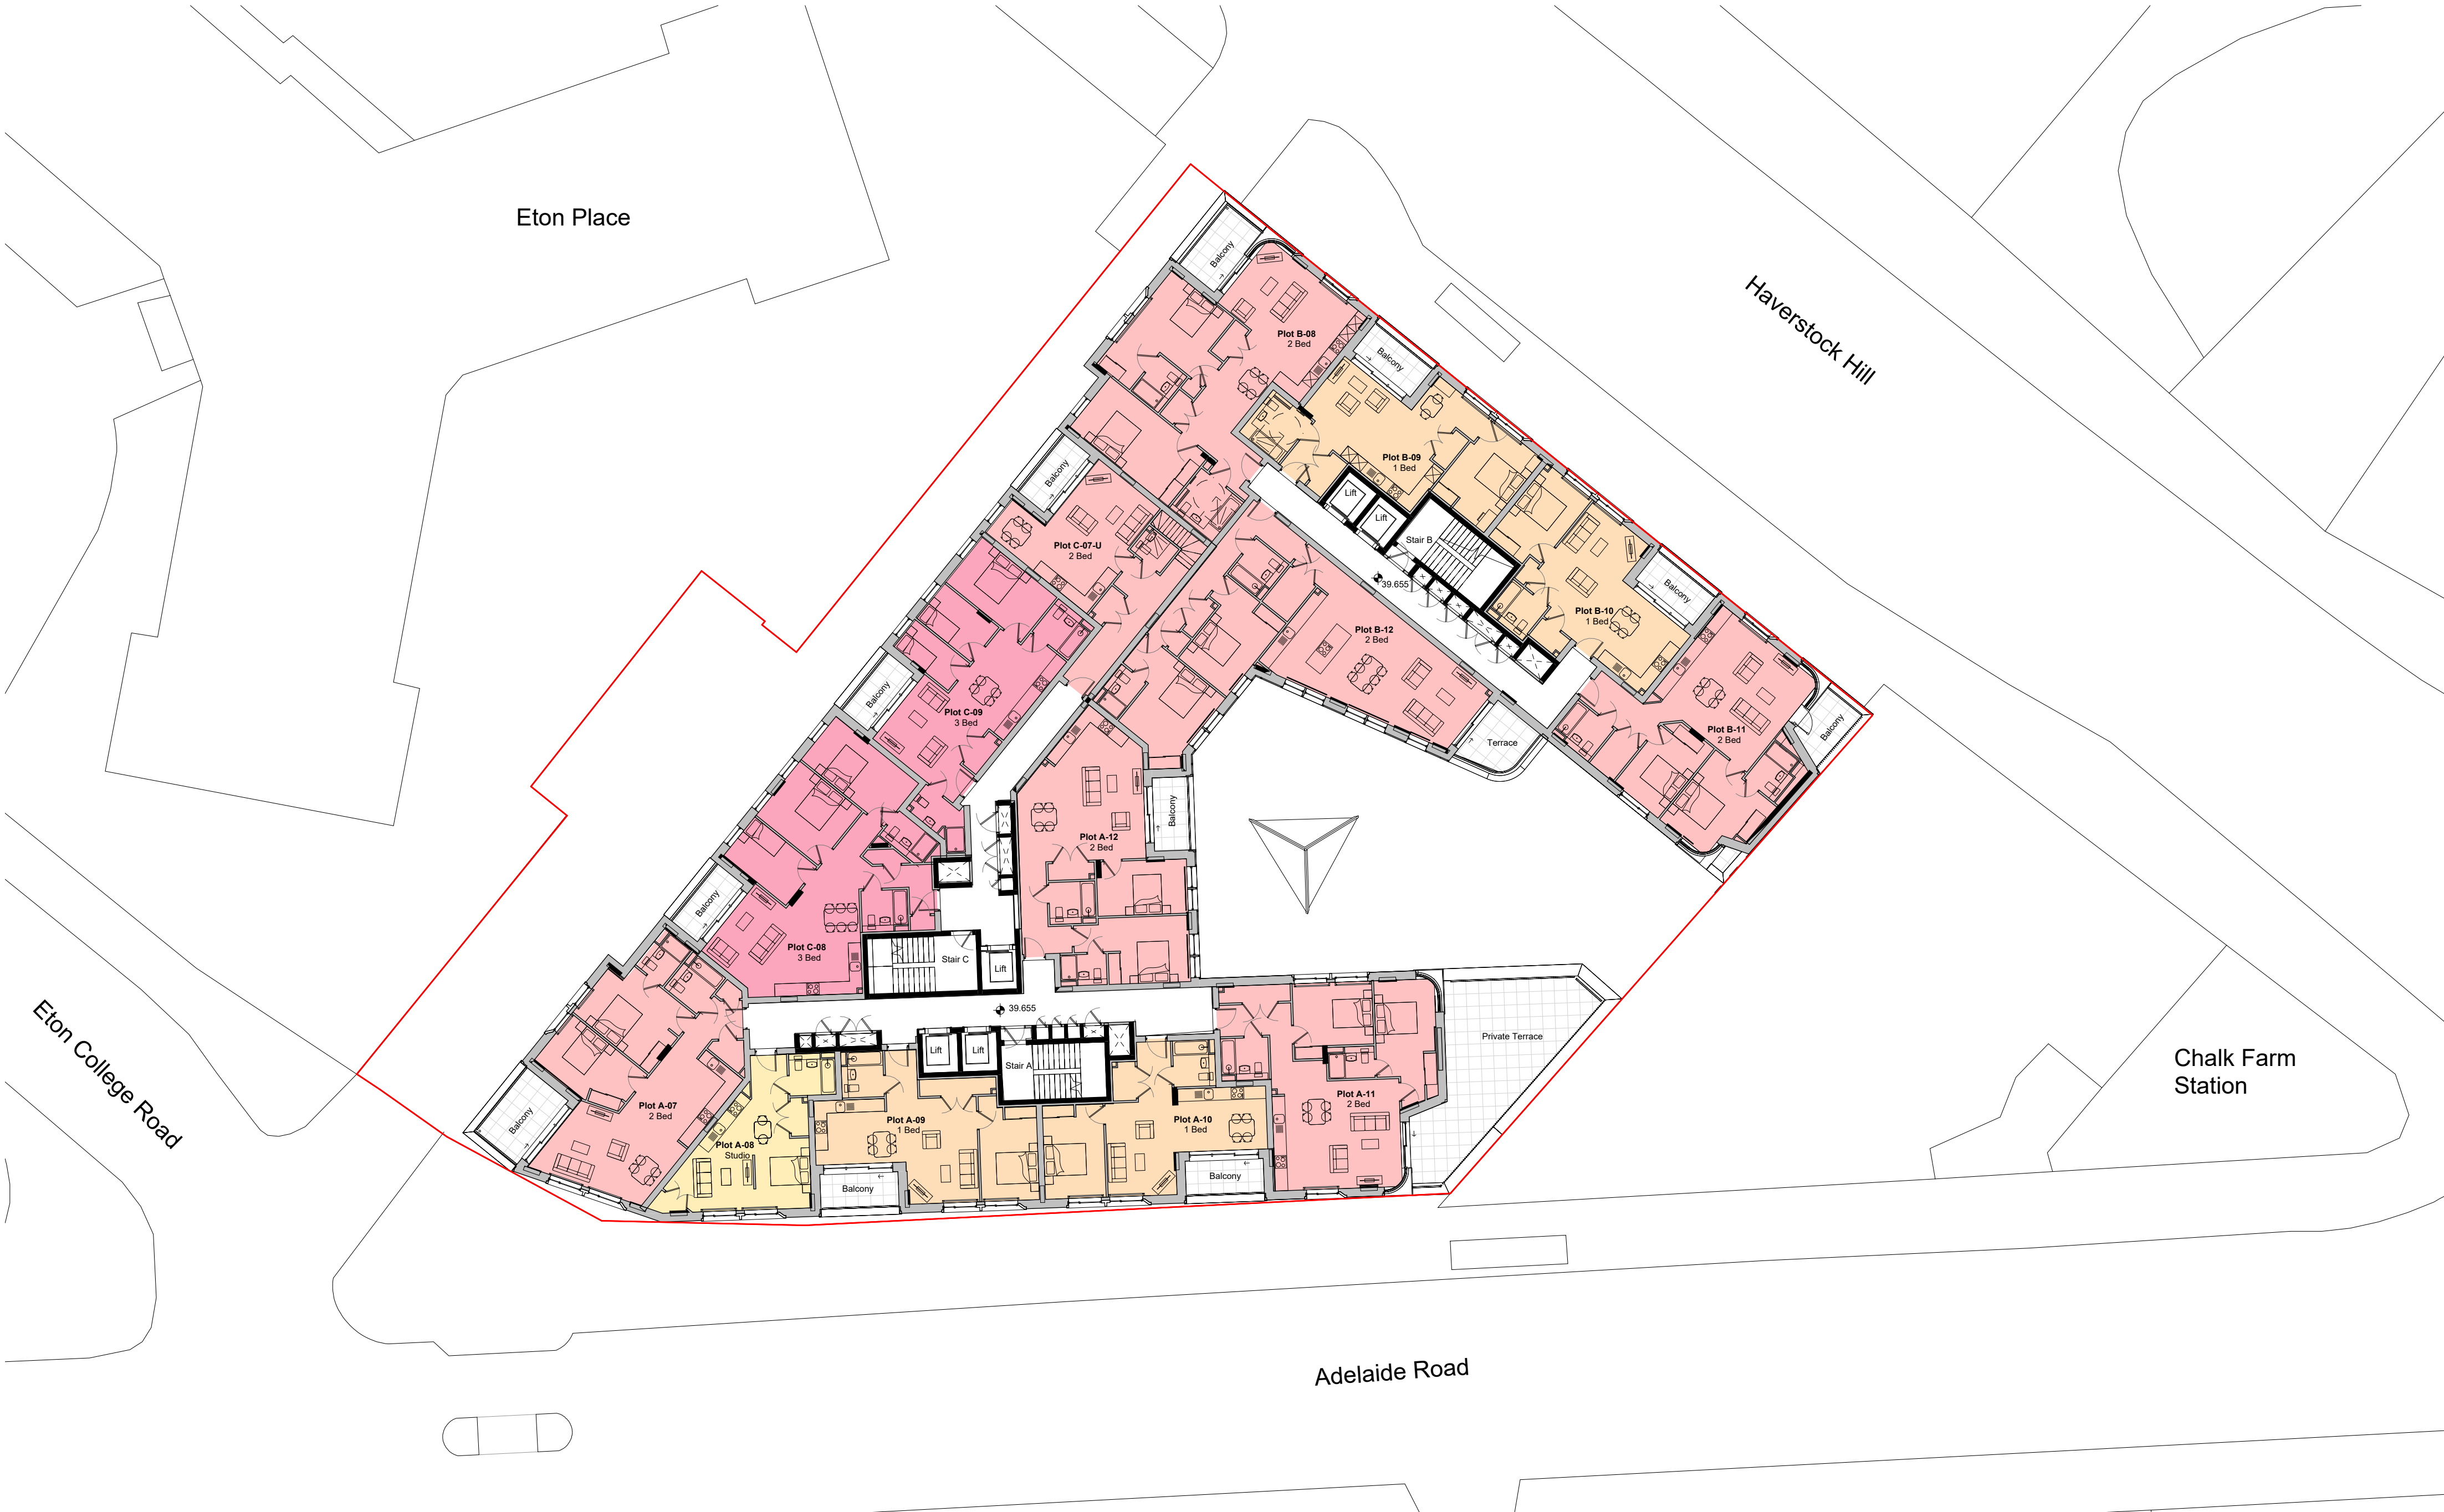 Eton Place
Haverstock Hill
Balcony
Plot B-08
2 Bed
Balcony
Plot B-09
1 Bed
Balcony
Lift
Lift
Stair B
Plot C-07-U
2 Bed
39.655
Balcony
Plot B-10
1 Bed
Plot B-12
2 Bed
Balcony
Plot C-09
3 Bed
Plot B-11
2 Bed
Balcony
Terrace
Balcony
Plot A-12
2 Bed
Balcony
Plot C-08
3 Bed
Stair C
Lift
39.655
Private Terrace
Eton College Road
Chalk Farm
Station
Lift
Lift
Stair A
Balcony
Plot A-07
2 Bed
Plot A-08
Studio
Plot A-09
1 Bed
Plot A-10
1 Bed
Plot A-11
2 Bed
Balcony
Balcony
Adelaide Road